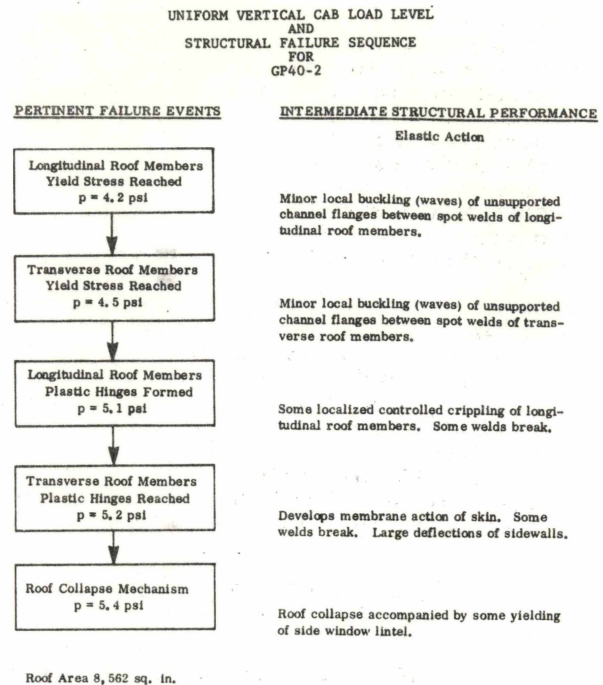 UNIFORM VERTICAL CAB LOAD LEVEL
AND
STRUCTURAL FAILURE SEQUENCE
FOR
GP40-2
PERTINENT FAILURE EVENTS
INTERMEDIATE STRUCTURAL PERFORMANCE
Elastic Action
Longitudinal Roof Members
Yield Stress Reached
p = 4.2 psi
Minor local buckling (waves) of unsupported
channel flanges between spot welds of longi-
tudinal roof members.
Transverse Roof Members
Yield Stress Reached
p = 4.5 psi
Minor local buckling (waves) of unsupported
channel flanges between spot welds of trans-
verse roof members.
Longitudinal Roof Members
Plastic Hinges Formed
p = 5.1 psi
Some localized controlled crippling of longi-
tudinal roof members. Some welds break.
Transverse Roof Members
Plastic Hinges Reached
p = 5.2 psi
Develops membrane action of skin. Some
welds break. Large deflections of sidewalls.
Roof Collapse Mechanism
p = 5.4 psi
Roof collapse accompanied by some yielding
of side window lintel.
Roof Area 8,562 sq. in.